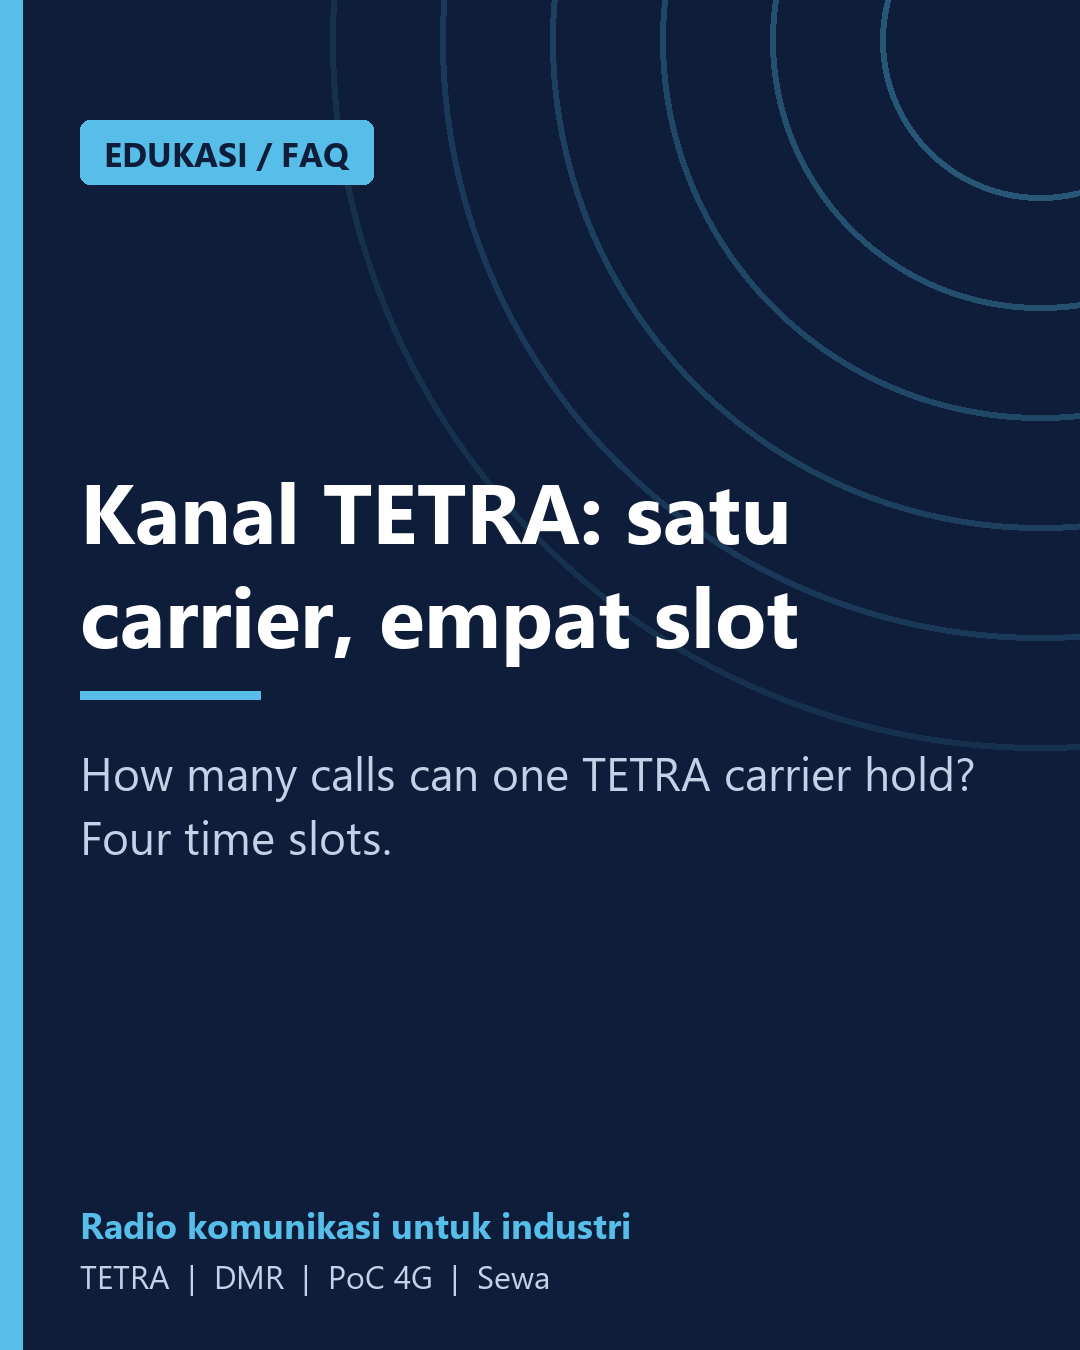 EDUKASI / FAQ
Kanal TETRA: satu
carrier, empat slot
How many calls can one TETRA carrier hold?
Four time slots.
Radio komunikasi untuk industri
TETRA | DMR | PoC 4G | Sewa